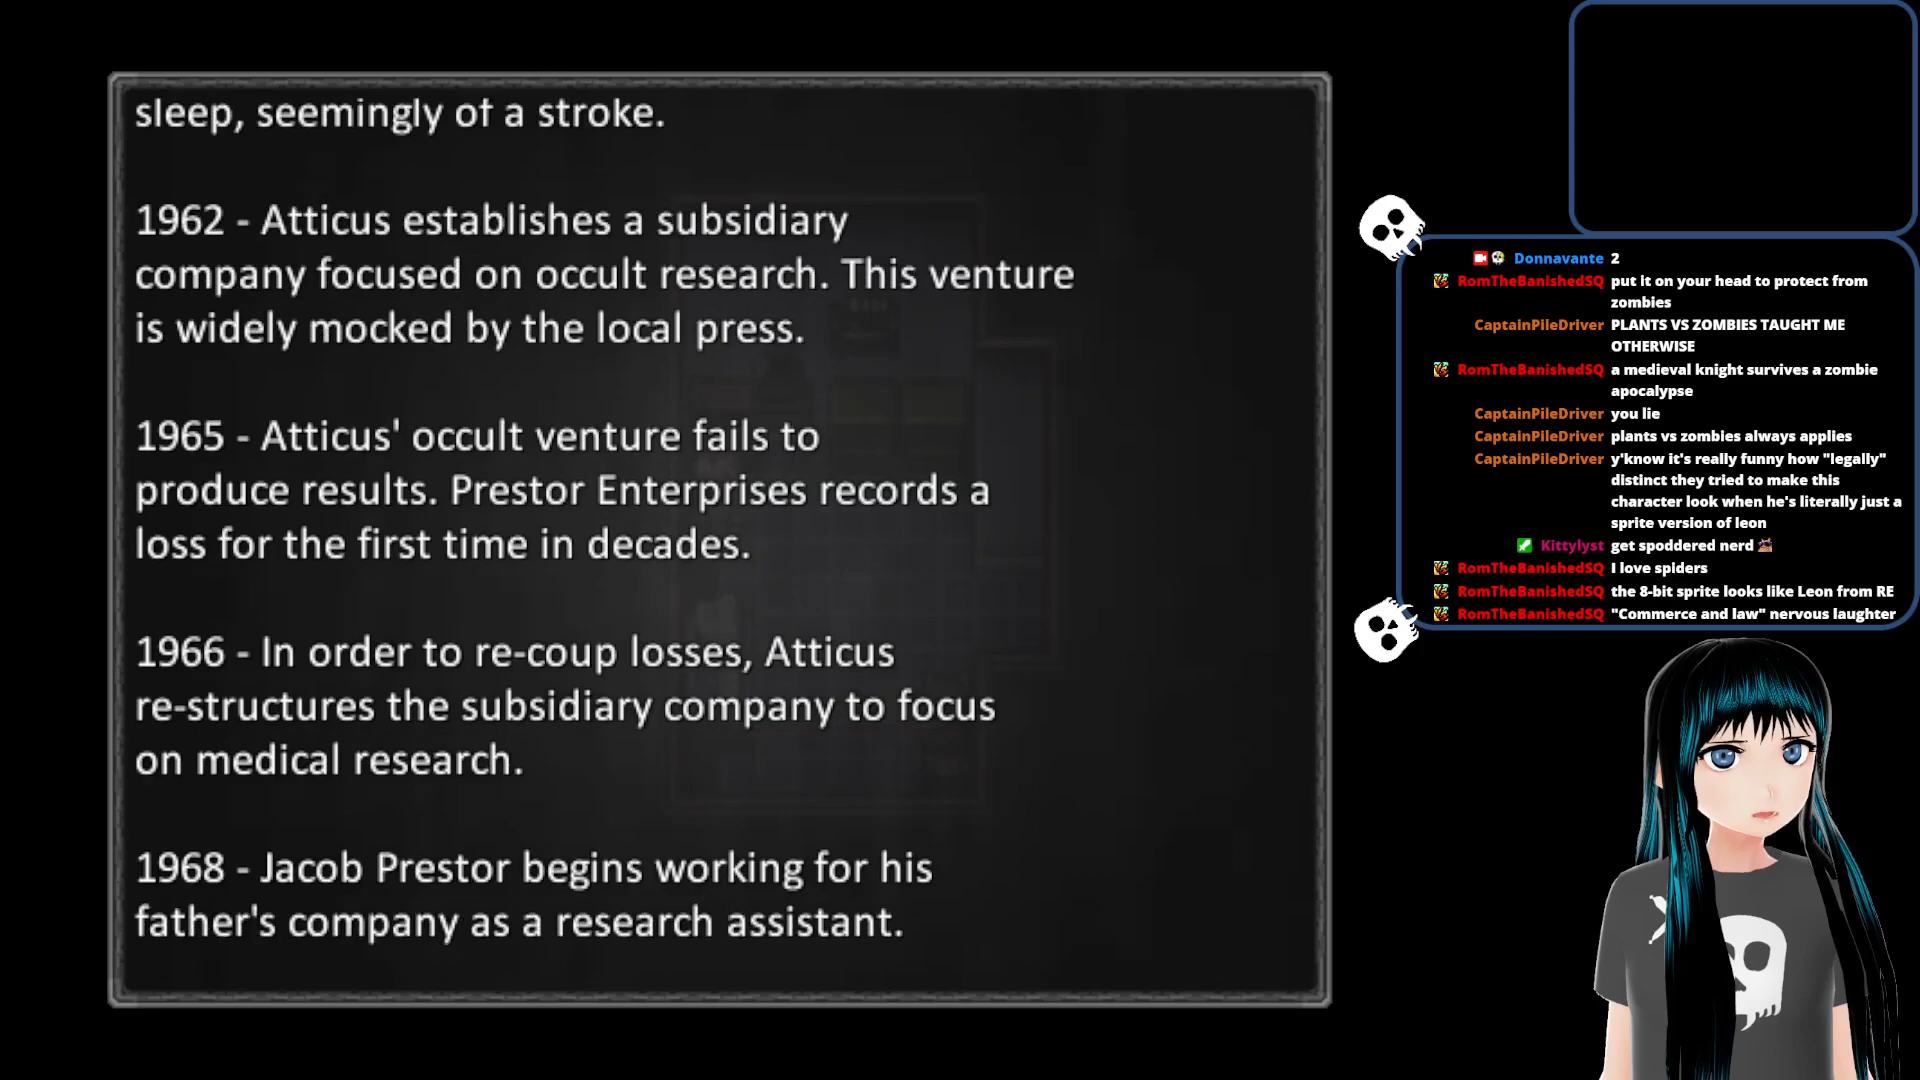 sleep, seemingly of a stroke.
1962 - Atticus establishes a subsidiary
company focused on occult research. This venture
is widely mocked by the local press.
1965 - Atticus' occult venture fails to
produce results. Prestor Enterprises records a
loss for the first time in decades.
1966 - In order to re-coup losses, Atticus
re-structures the subsidiary company to focus
on medical research.
1968 - Jacob Prestor begins working for his
father's company as a research assistant.
Donnavante 2
RomTheBanishedSQ put it on your head to protect from
zombies
CaptainPileDriver PLANTS VS ZOMBIES TAUGHT ME
OTHERWISE
RomTheBanishedSQ a medieval knight survives a zombie
apocalypse
CaptainPileDriver you lie
CaptainPileDriver plants vs zombies always applies
CaptainPileDriver y'know it's really funny how "legally"
distinct they tried to make this
character look when he's literally just a
sprite version of leon
Kittylyst get spoddered nerd
RomTheBanishedSQ I love spiders
RomTheBanishedSQ the 8-bit sprite looks like Leon from RE
RomTheBanishedSQ "Commerce and law" nervous laughter